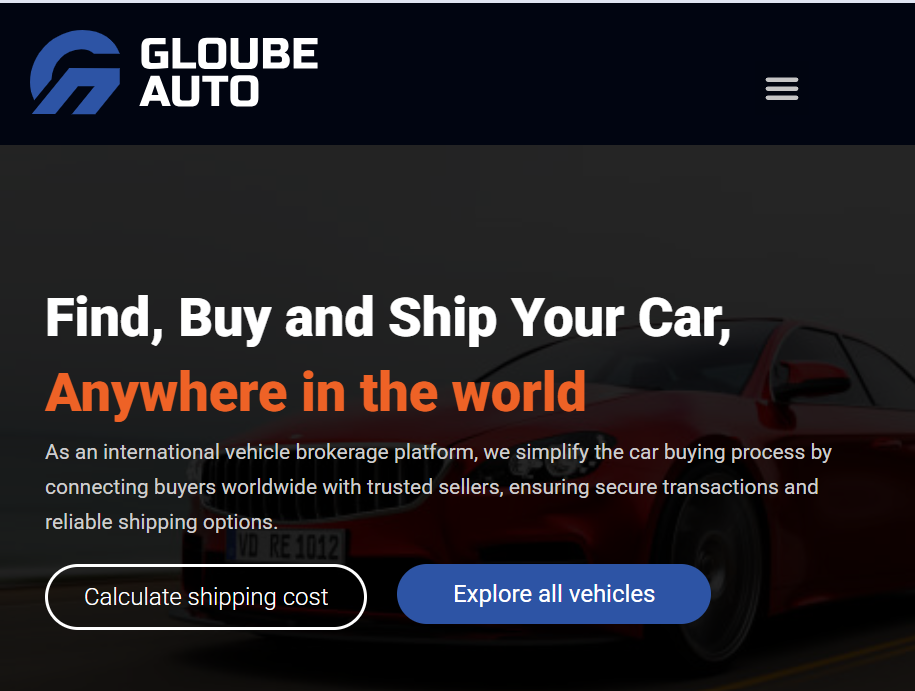 GLOUBE
AUTO
Find, Buy and Ship Your Car,
Anywhere in the world
As an international vehicle brokerage platform, we simplify the car buying process by
connecting buyers worldwide with trusted sellers, ensuring secure transactions and
reliable shipping options.
VD RE 1012
Calculate shipping cost
Explore all vehicles